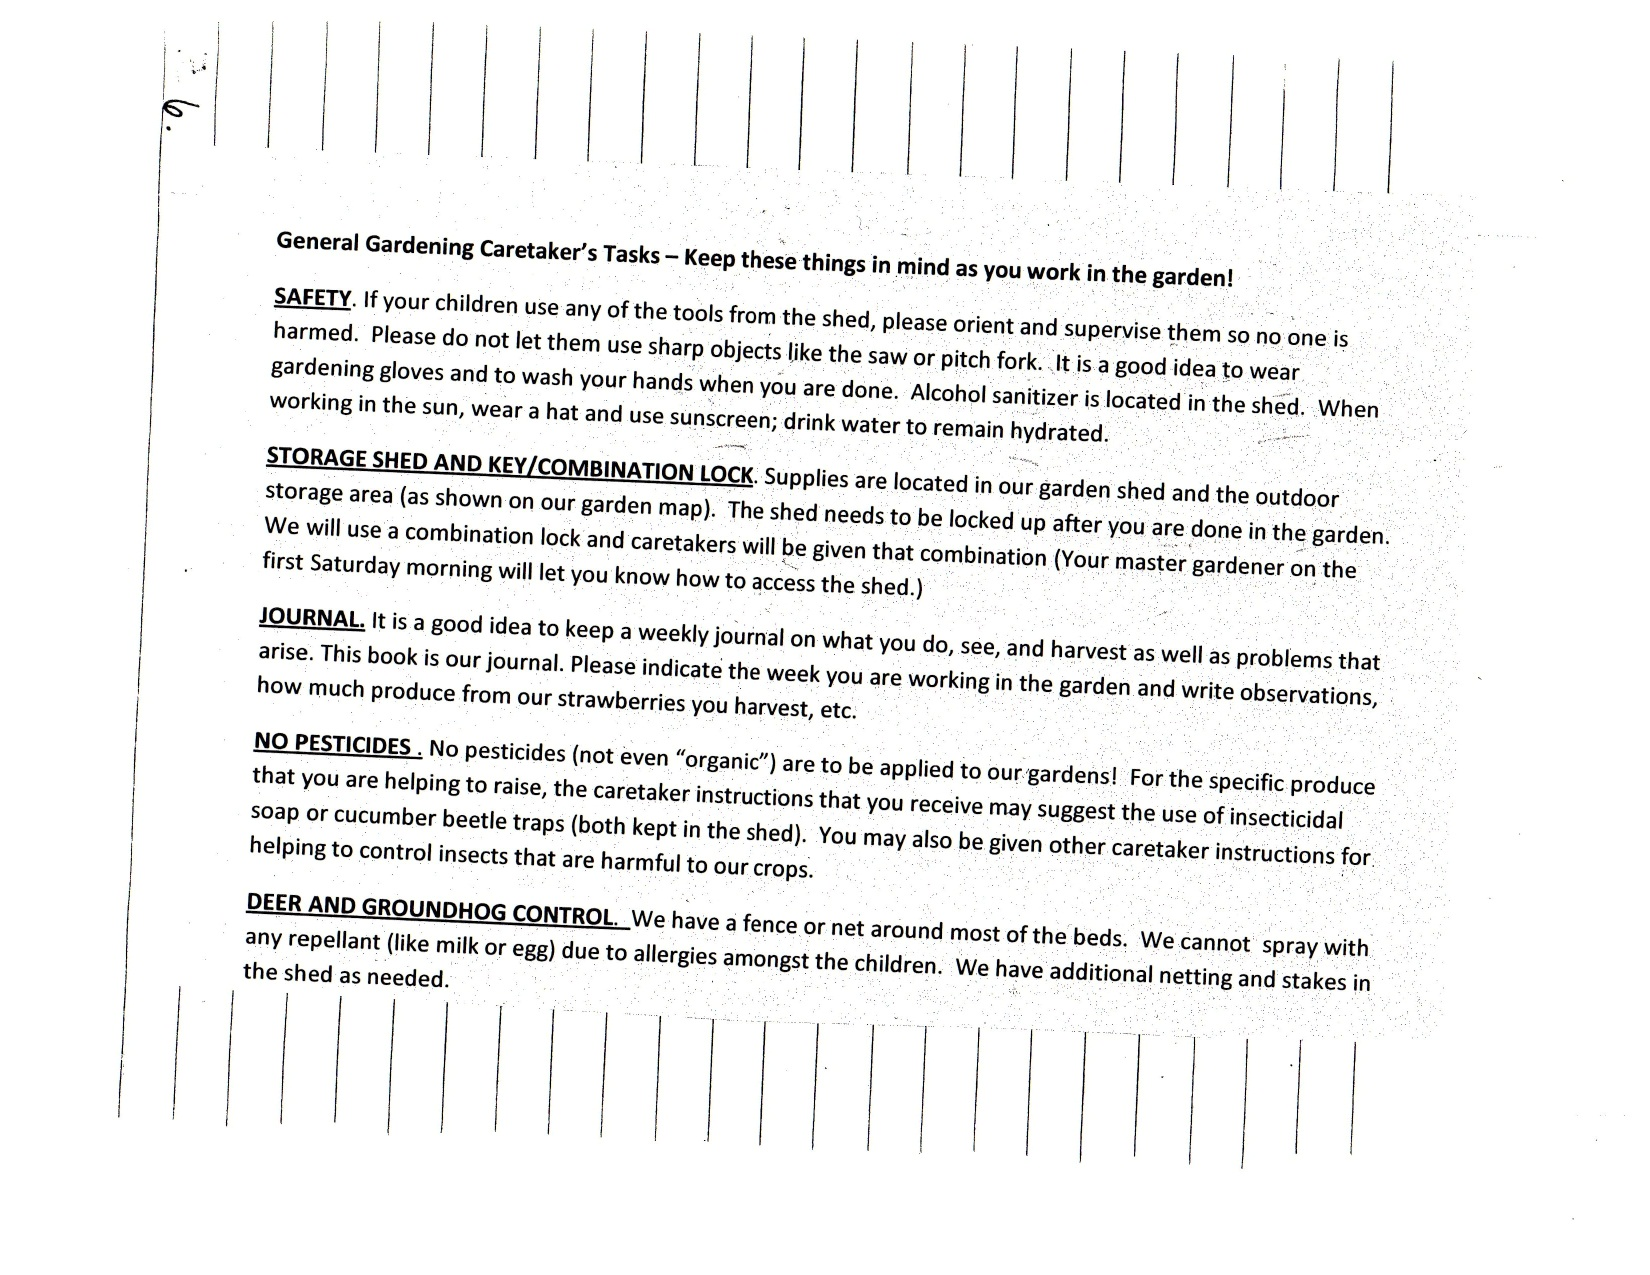 6.
General Gardening Caretaker's Tasks – Keep these things in mind as you work in the garden!
SAFETY. If your children use any of the tools from the shed, please orient and supervise them so no one is
harmed.  Please do not let them use sharp objects like the saw or pitch fork.  It is a good idea to wear
gardening gloves and to wash your hands when you are done.  Alcohol sanitizer is located in the shed.  When
working in the sun, wear a hat and use sunscreen; drink water to remain hydrated.
STORAGE SHED AND KEY/COMBINATION LOCK. Supplies are located in our garden shed and the outdoor
storage area (as shown on our garden map).  The shed needs to be locked up after you are done in the garden.
We will use a combination lock and caretakers will be given that combination (Your master gardener on the
first Saturday morning will let you know how to access the shed.)
JOURNAL. It is a good idea to keep a weekly journal on what you do, see, and harvest as well as problems that
arise. This book is our journal. Please indicate the week you are working in the garden and write observations,
how much produce from our strawberries you harvest, etc.
NO PESTICIDES . No pesticides (not even “organic”) are to be applied to our gardens!  For the specific produce
that you are helping to raise, the caretaker instructions that you receive may suggest the use of insecticidal
soap or cucumber beetle traps (both kept in the shed).  You may also be given other caretaker instructions for
helping to control insects that are harmful to our crops.
DEER AND GROUNDHOG CONTROL.  We have a fence or net around most of the beds.  We cannot  spray with
any repellant (like milk or egg) due to allergies amongst the children.  We have additional netting and stakes in
the shed as needed.